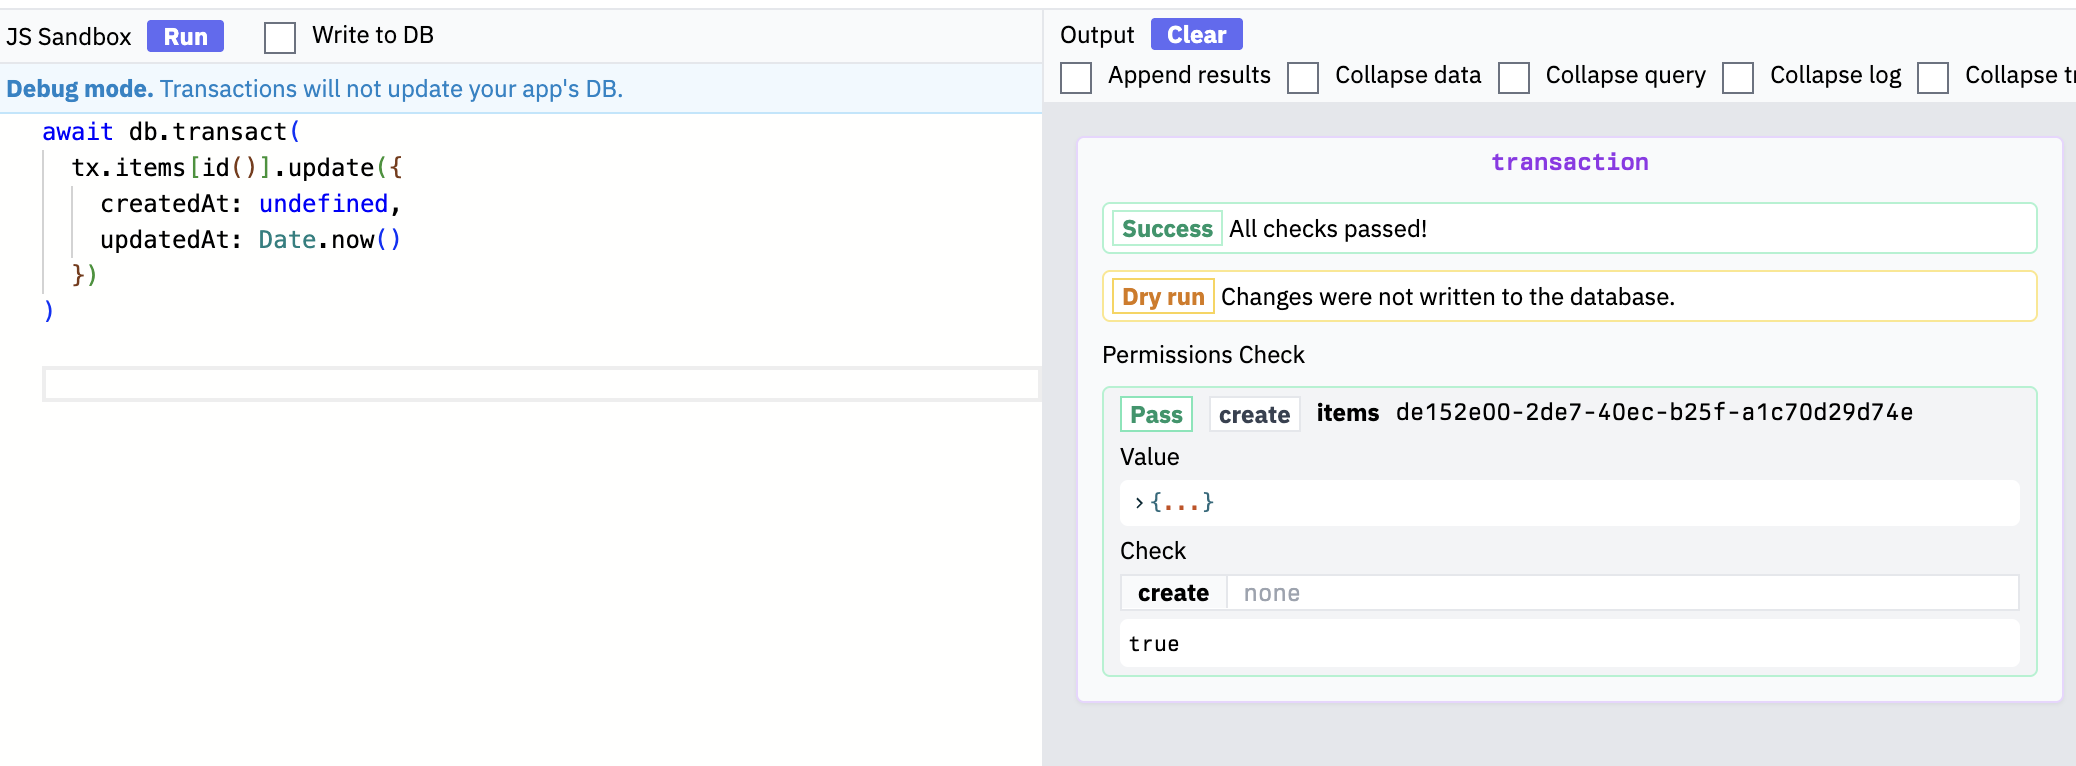 JS Sandbox Run Write to DB
Debug mode. Transactions will not update your app's DB.
await db.transact(
tx.items[id()].update({
createdAt: undefined,
updatedAt: Date.now()
})
)
Output Clear
Append results Collapse data Collapse query Collapse log Collapse
transaction
Success All checks passed!
Dry run Changes were not written to the database.
Permissions Check
Pass create items de152e00-2de7-40ec-b25f-a1c70d29d74e
Value
›{...}
Check
create none
true